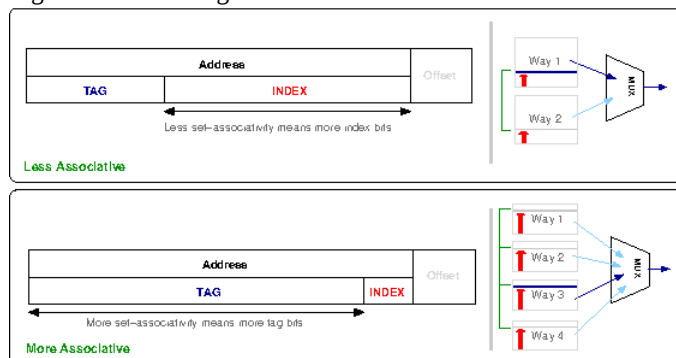 Address
Offset
TAG
INDEX
Less set-associativity means more index bits
Less Associative
Way 1
Way 2
MUX
Address
Offset
TAG
INDEX
More set-associativity means more tag bits
More Associative
Way 1
Way 2
Way 3
Way 4
MUX